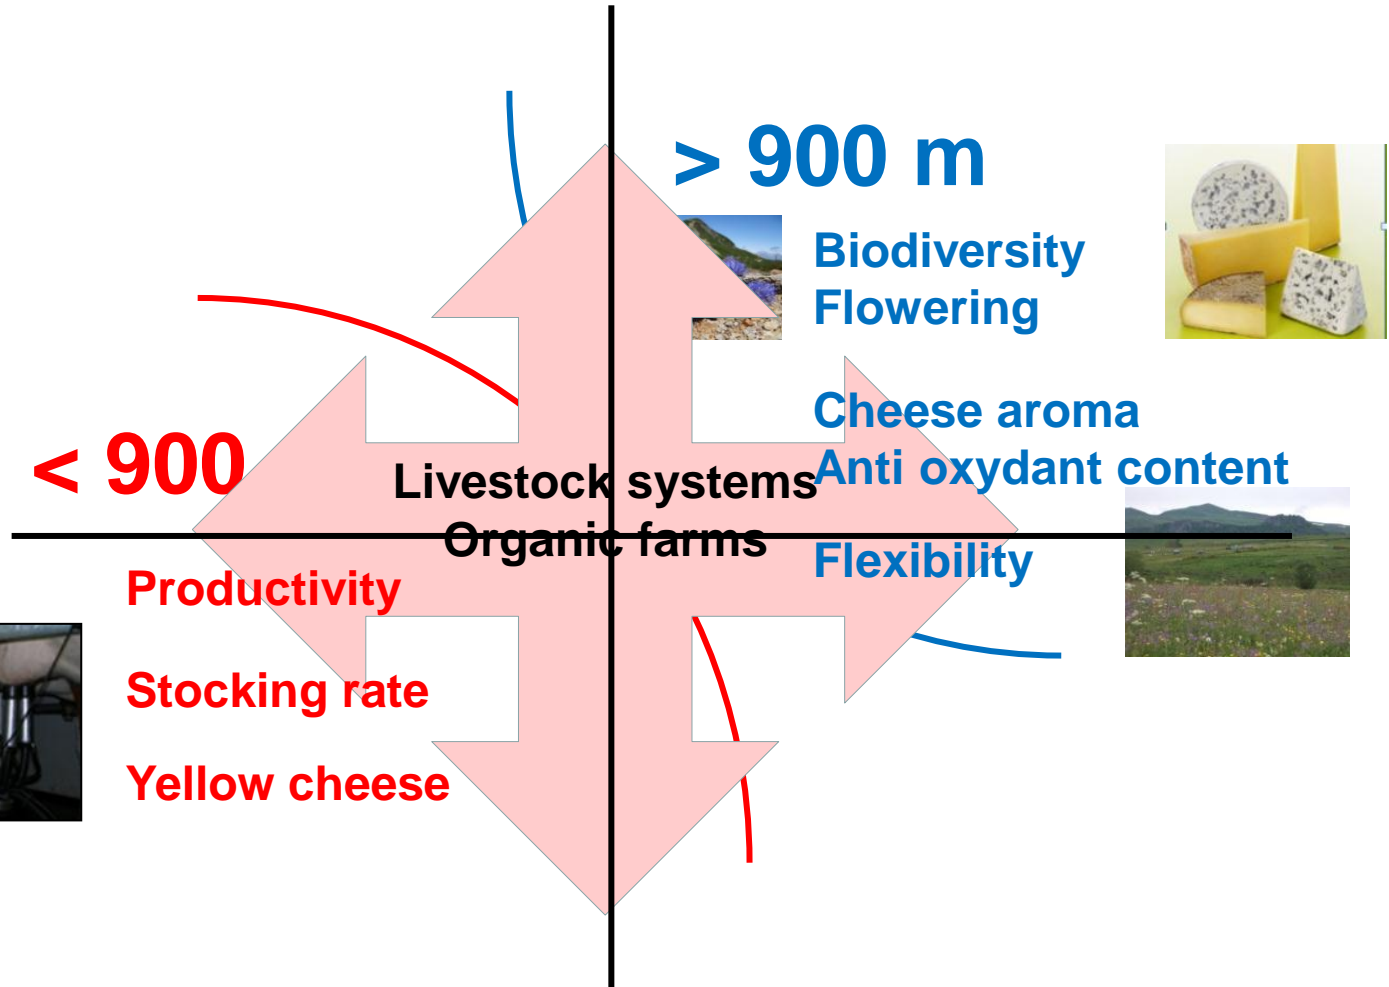 > 900 m
Biodiversity
Flowering
Cheese aroma
Anti oxydant content
Flexibility
< 900
Livestock systems
Organic farms
Productivity
Stocking rate
Yellow cheese